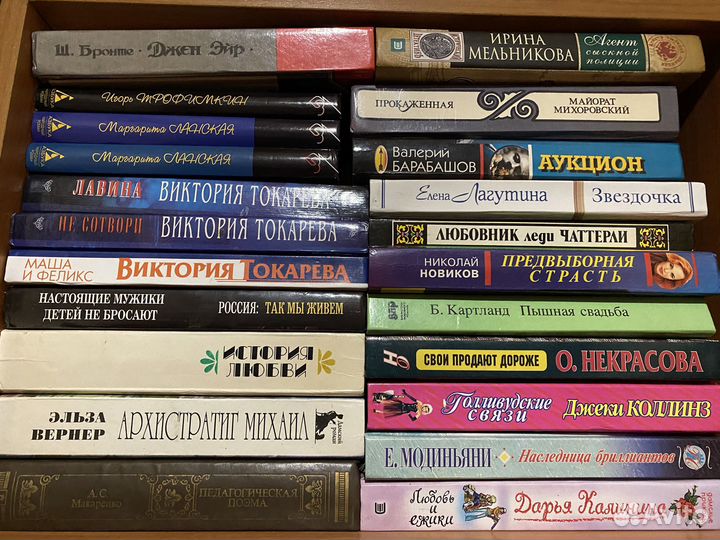 Ш. Бронте · Джен Эйр ·
Игорь ТРОФИМКИН
Маргарита ЛАНСКАЯ
Маргарита ЛАНСКАЯ
ЛАВИНА ВИКТОРИЯ ТОКАРЕВА
НЕ СОТВОРИ ВИКТОРИЯ ТОКАРЕВА
МАША
И ФЕЛИКС
ВИКТОРИЯ ТОКАРЕВА
НАСТОЯЩИЕ МУЖИКИ
ДЕТЕЙ НЕ БРОСАЮТ
РОССИЯ: ТАК МЫ ЖИВЕМ
ИСТОРИЯ
ЛЮБВИ
ЭЛЬЗА
ВЕРНЕР
АРХИСТРАТИГ МИХАИЛ
Дамский
роман
А.С.
Макаренко
ПЕДАГОГИЧЕСКАЯ
ПОЭМА
ИРИНА
МЕЛЬНИКОВА
Агент
сыскной
полиции
ПРОКАЖЕННАЯ
МАЙОРАТ
МИХОРОВСКИЙ
Валерий
БАРАБАШОВ
АУКЦИОН
Елена Лагутина Звездочка
ЛЮБОВНИК леди ЧАТТЕРЛИ
НИКОЛАЙ
НОВИКОВ
ПРЕДВЫБОРНАЯ
СТРАСТЬ
Б. Картланд Пышная свадьба
НО
СВОИ ПРОДАЮТ ДОРОЖЕ
О. НЕКРАСОВА
Голливудские
связи
Джеки КОЛЛИНЗ
Е. МОДИНЬЯНИ · Наследница бриллиантов
Любовь
и
ежики
Дарья Калинина
Avito